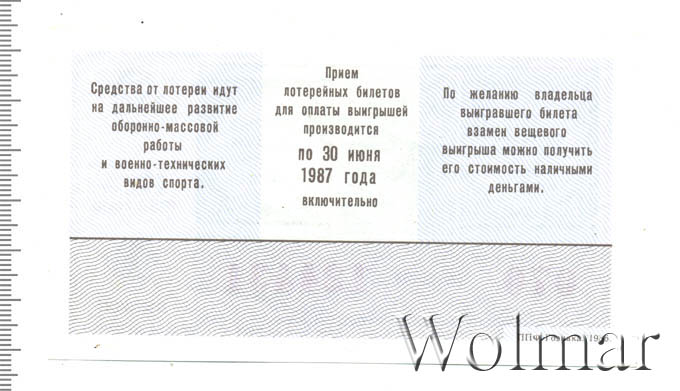 Средства от лотереи идут
на дальнейшее развитие
оборонно-массовой
работы
и военно-технических
видов спорта.
Прием
лотерейных билетов
для оплаты выигрышей
производится
по 30 июня
1987 года
включительно
По желанию владельца
выигравшего билета
взамен вещевого
выигрыша можно получить
его стоимость наличными
деньгами.
Wolmar